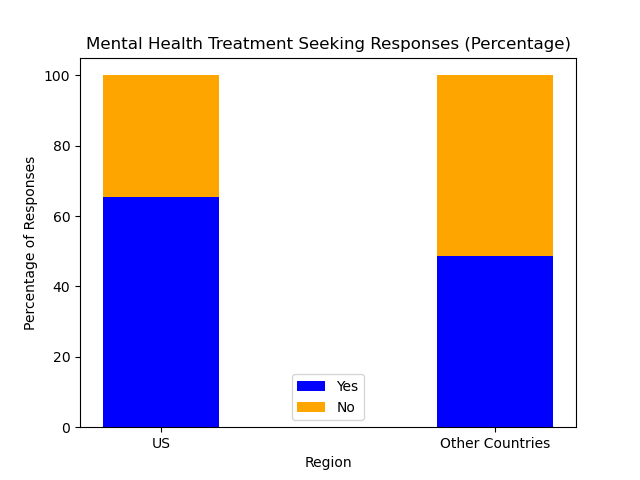 Mental Health Treatment Seeking Responses (Percentage)
100
80
60
40
20
0
Percentage of Responses
Yes
No
US
Other Countries
Region